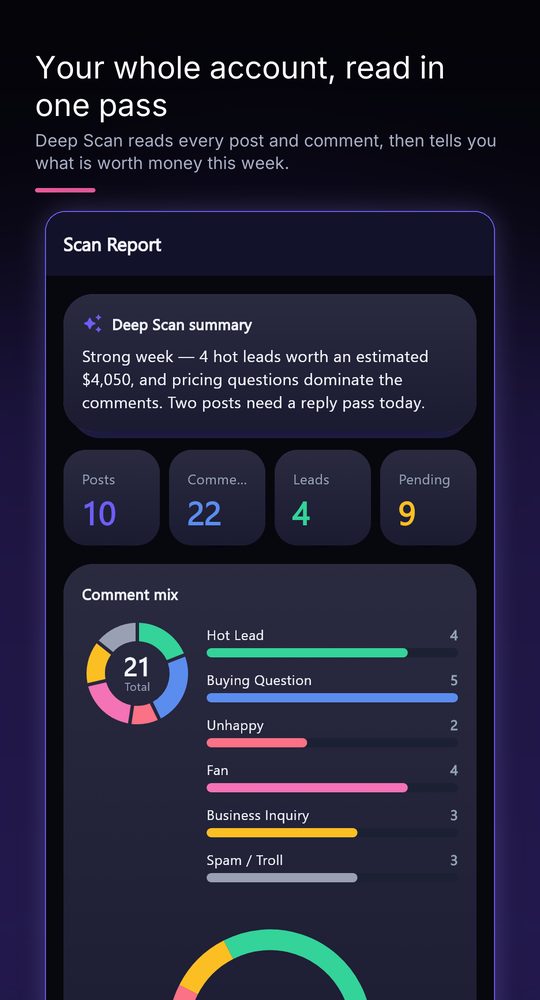 Your whole account, read in
one pass
Deep Scan reads every post and comment, then tells you
what is worth money this week.
Scan Report
Deep Scan summary
Strong week — 4 hot leads worth an estimated
$4,050, and pricing questions dominate the
comments. Two posts need a reply pass today.
Posts
10
Comme...
22
Leads
4
Pending
9
Comment mix
21
Total
Hot Lead 4
Buying Question 5
Unhappy 2
Fan 4
Business Inquiry 3
Spam / Troll 3